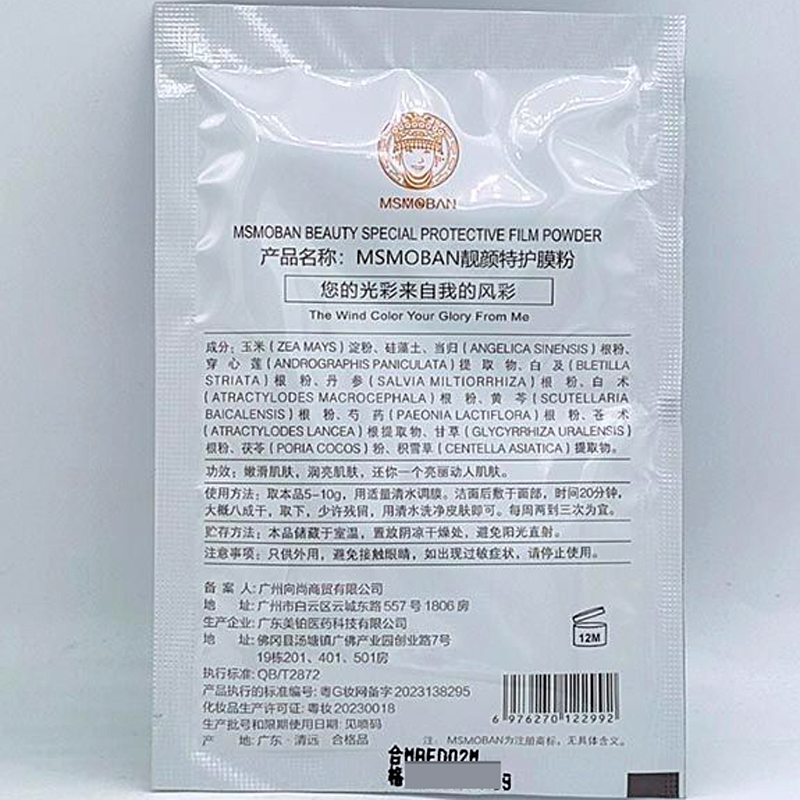 MSMOBAN
MSMOBAN BEAUTY SPECIAL PROTECTIVE FILM POWDER
产品名称：MSMOBAN靓颜特护膜粉
您的光彩来自我的风彩
The Wind Color Your Glory From Me
成分：玉米（ZEA MAYS）淀粉、硅藻土、当归（ANGELICA SINENSIS）根粉、
穿心莲（ANDROGRAPHIS PANICULATA）提取物、白及（BLETILLA
STRIATA）根粉、丹参（SALVIA MILTIORRHIZA）根粉、白术
（ATRACTYLODES MACROCEPHALA）根粉、黄芩（SCUTELLARIA
BAICALENSIS）根粉、芍药（PAEONIA LACTIFLORA）根粉、苍术
（ATRACTYLODES LANCEA）根提取物、甘草（GLYCYRRHIZA URALENSIS）
根粉、茯苓（PORIA COCOS）粉、积雪草（CENTELLA ASIATICA）提取物。
功效：嫩滑肌肤，润亮肌肤，还你一个亮丽动人肌肤。
使用方法：取本品5-10g，用适量清水调膜。洁面后敷于面部，时间20分钟，
大概八成干，取下，少许残留，用清水洗净皮肤即可。每周两到三次为宜。
贮存方法：本品储藏于室温，置放阴凉干燥处，避免阳光直射。
注意事项：只供外用，避免接触眼睛，如出现过敏症状，请停止使用。
备案人：广州向尚商贸有限公司
地址：广州市白云区云城东路557号1806房
生产企业：广东美铂医药科技有限公司
地址：佛冈县汤塘镇广佛产业园创业路7号
19栋201、401、501房
12M
执行标准：QB/T2872
产品执行的标准编号：粤G妆网备字2023138295
化妆品生产许可证：粤妆20230018
生产批号和限期使用日期：见喷码
产地：广东·清远 合格品
6 976270 122992
注：MSMOBAN为注册商标，无具体含义。
合格
MBFD02M
9